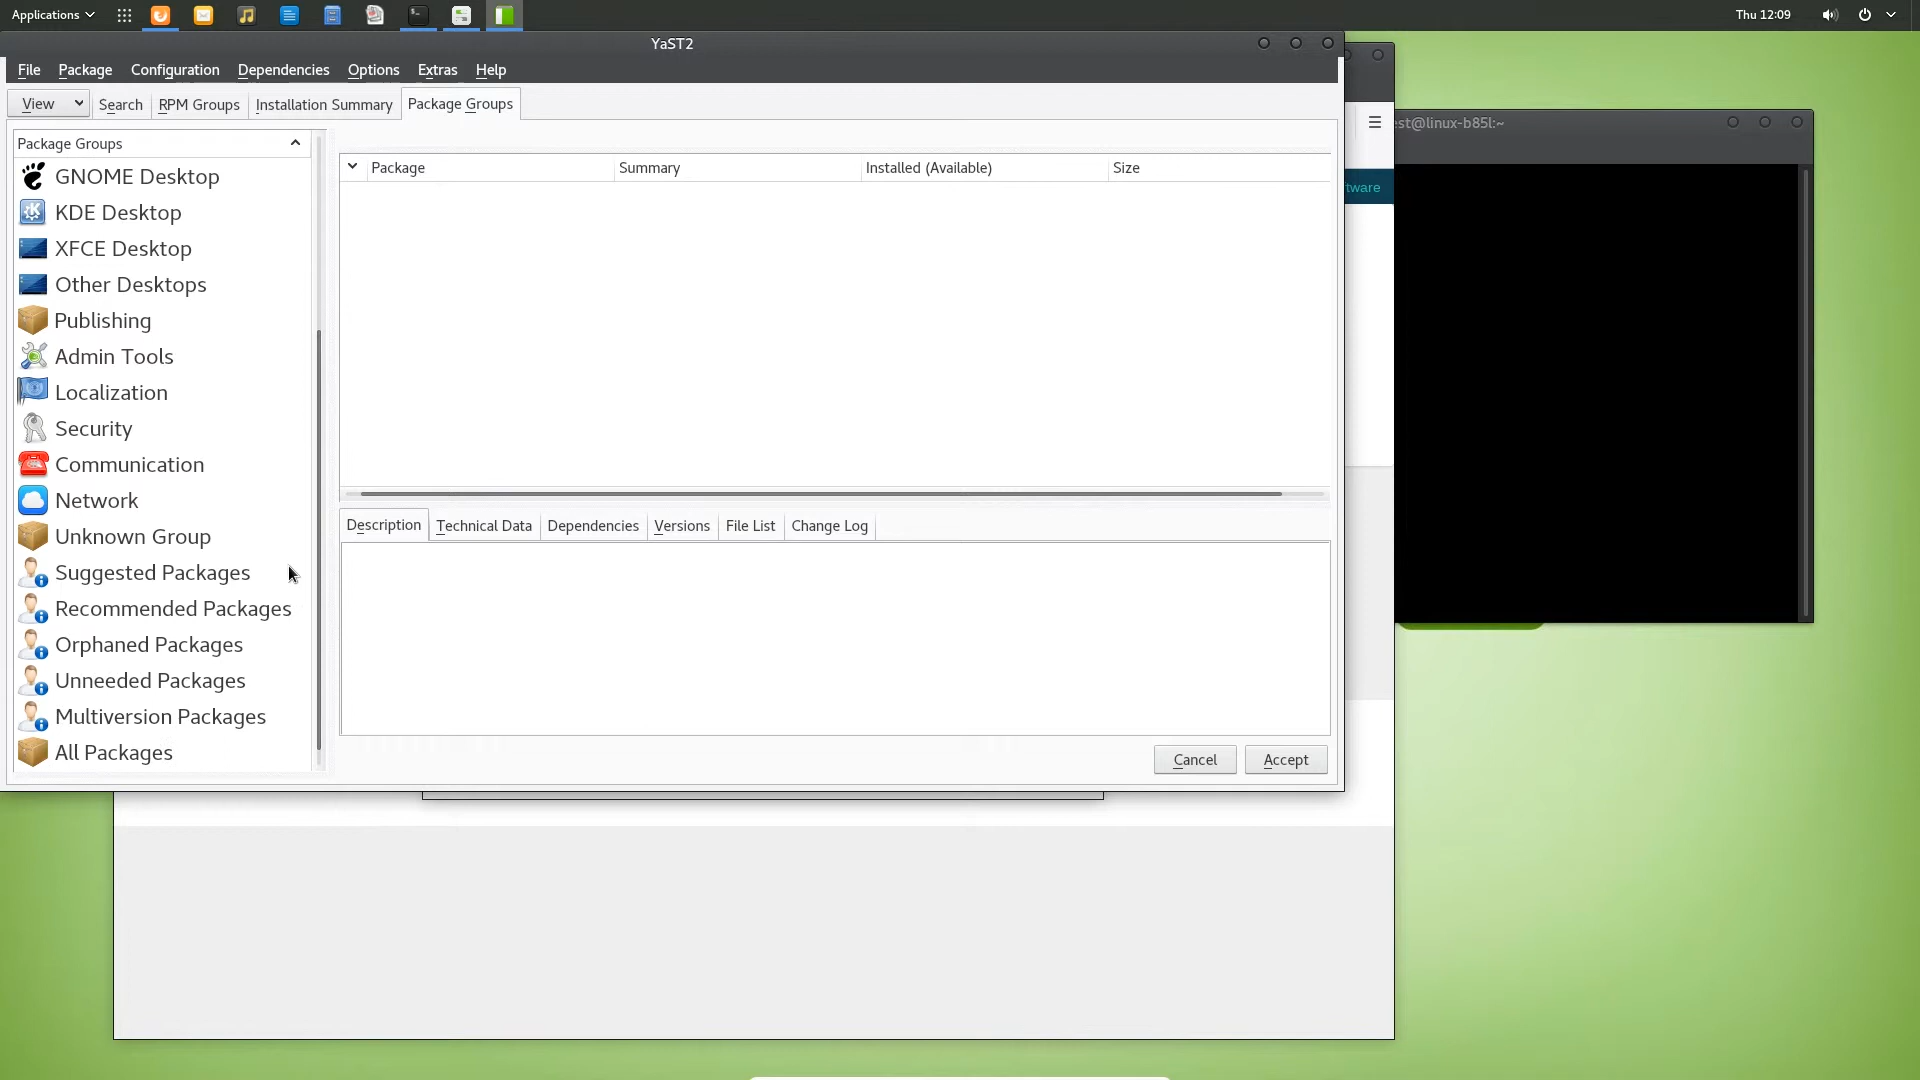 Applications
Thu 12:09
YaST2
File Package Configuration Dependencies Options Extras Help
View Search RPM Groups Installation Summary Package Groups
est@linux-b85l:~
Package Groups
Package Summary Installed (Available) Size
GNOME Desktop
KDE Desktop
XFCE Desktop
Other Desktops
Publishing
Admin Tools
Localization
Security
Communication
Network
Unknown Group
Suggested Packages
Recommended Packages
Orphaned Packages
Unneeded Packages
Multiversion Packages
All Packages
tware
Description Technical Data Dependencies Versions File List Change Log
Cancel Accept